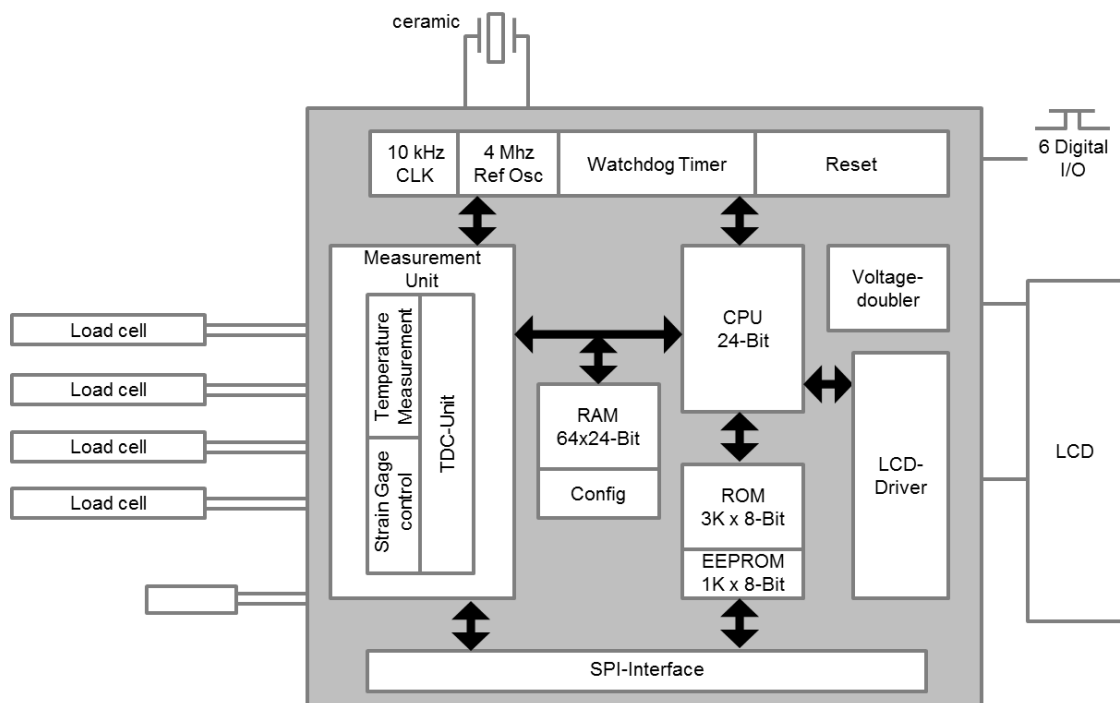 ceramic
10 kHz
CLK
4 Mhz
Ref Osc
Watchdog Timer
Reset
6 Digital
I/O
Measurement
Unit
Temperature
Measurement
Strain Gage
control
TDC-Unit
CPU
24-Bit
Voltage-
doubler
Load cell
Load cell
Load cell
Load cell
RAM
64x24-Bit
Config
ROM
3K x 8-Bit
EEPROM
1K x 8-Bit
LCD-
Driver
LCD
SPI-Interface